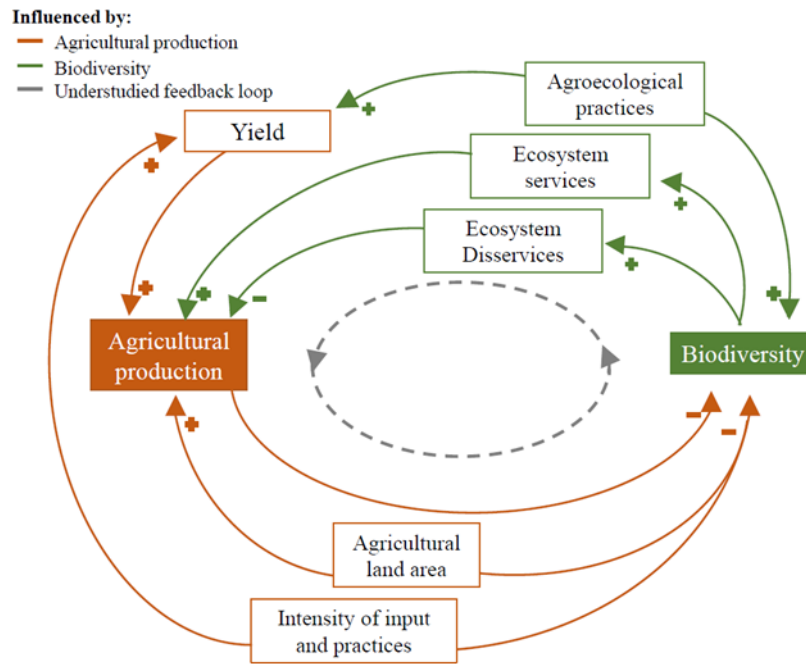 Influenced by:
Agricultural production
Biodiversity
Understudied feedback loop
Agroecological
practices
Yield
Ecosystem
services
Ecosystem
Disservices
Agricultural
production
Biodiversity
Agricultural
land area
Intensity of input
and practices